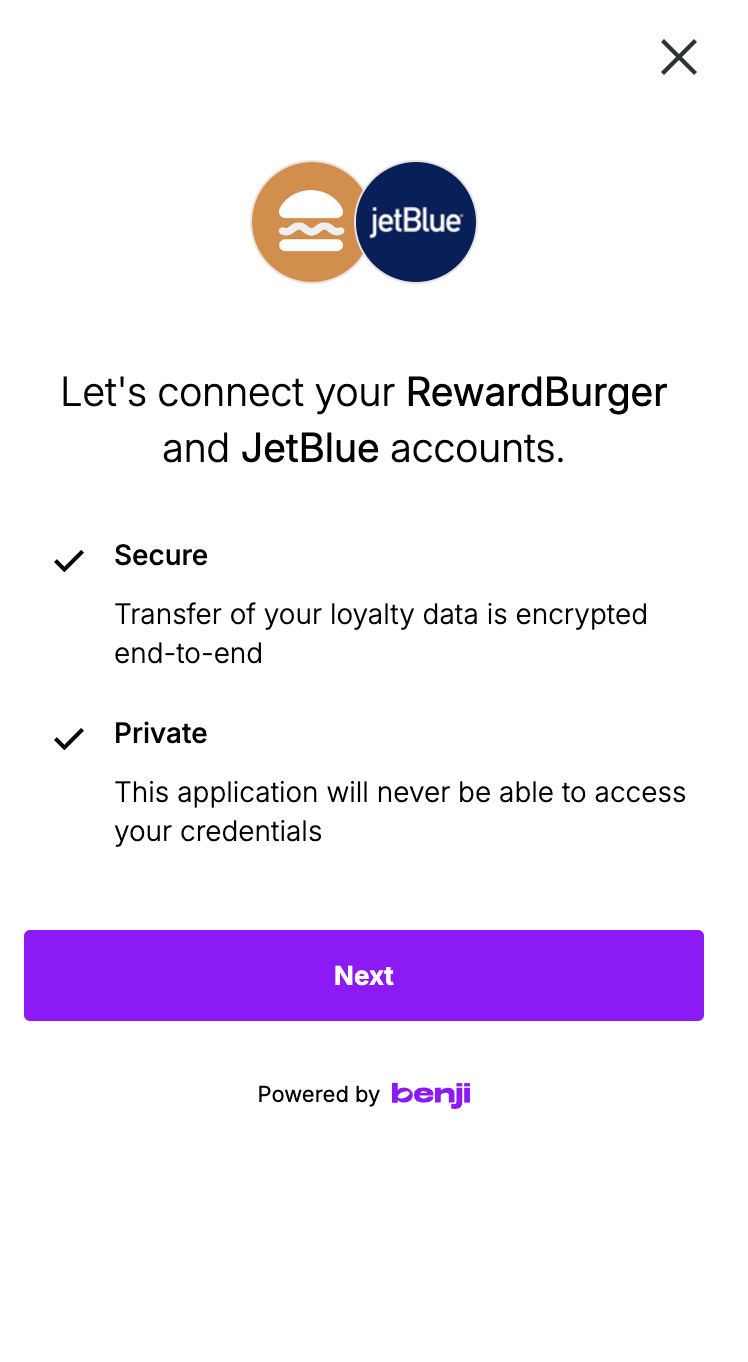 jetBlue
Let's connect your RewardBurger
and JetBlue accounts.
Secure
Transfer of your loyalty data is encrypted
end-to-end
Private
This application will never be able to access
your credentials
Next
Powered by benji